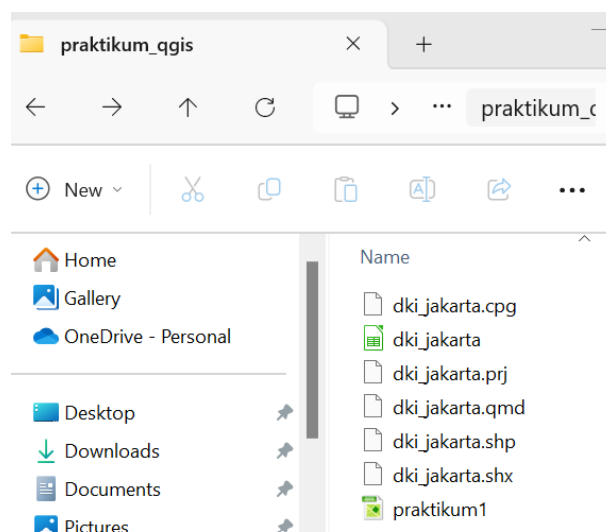 praktikum_qgis
praktikum_c
New
Home
Gallery
OneDrive - Personal
Desktop
Downloads
Documents
Pictures
Name
dki_jakarta.cpg
dki_jakarta
dki_jakarta.prj
dki_jakarta.qmd
dki_jakarta.shp
dki_jakarta.shx
praktikum1